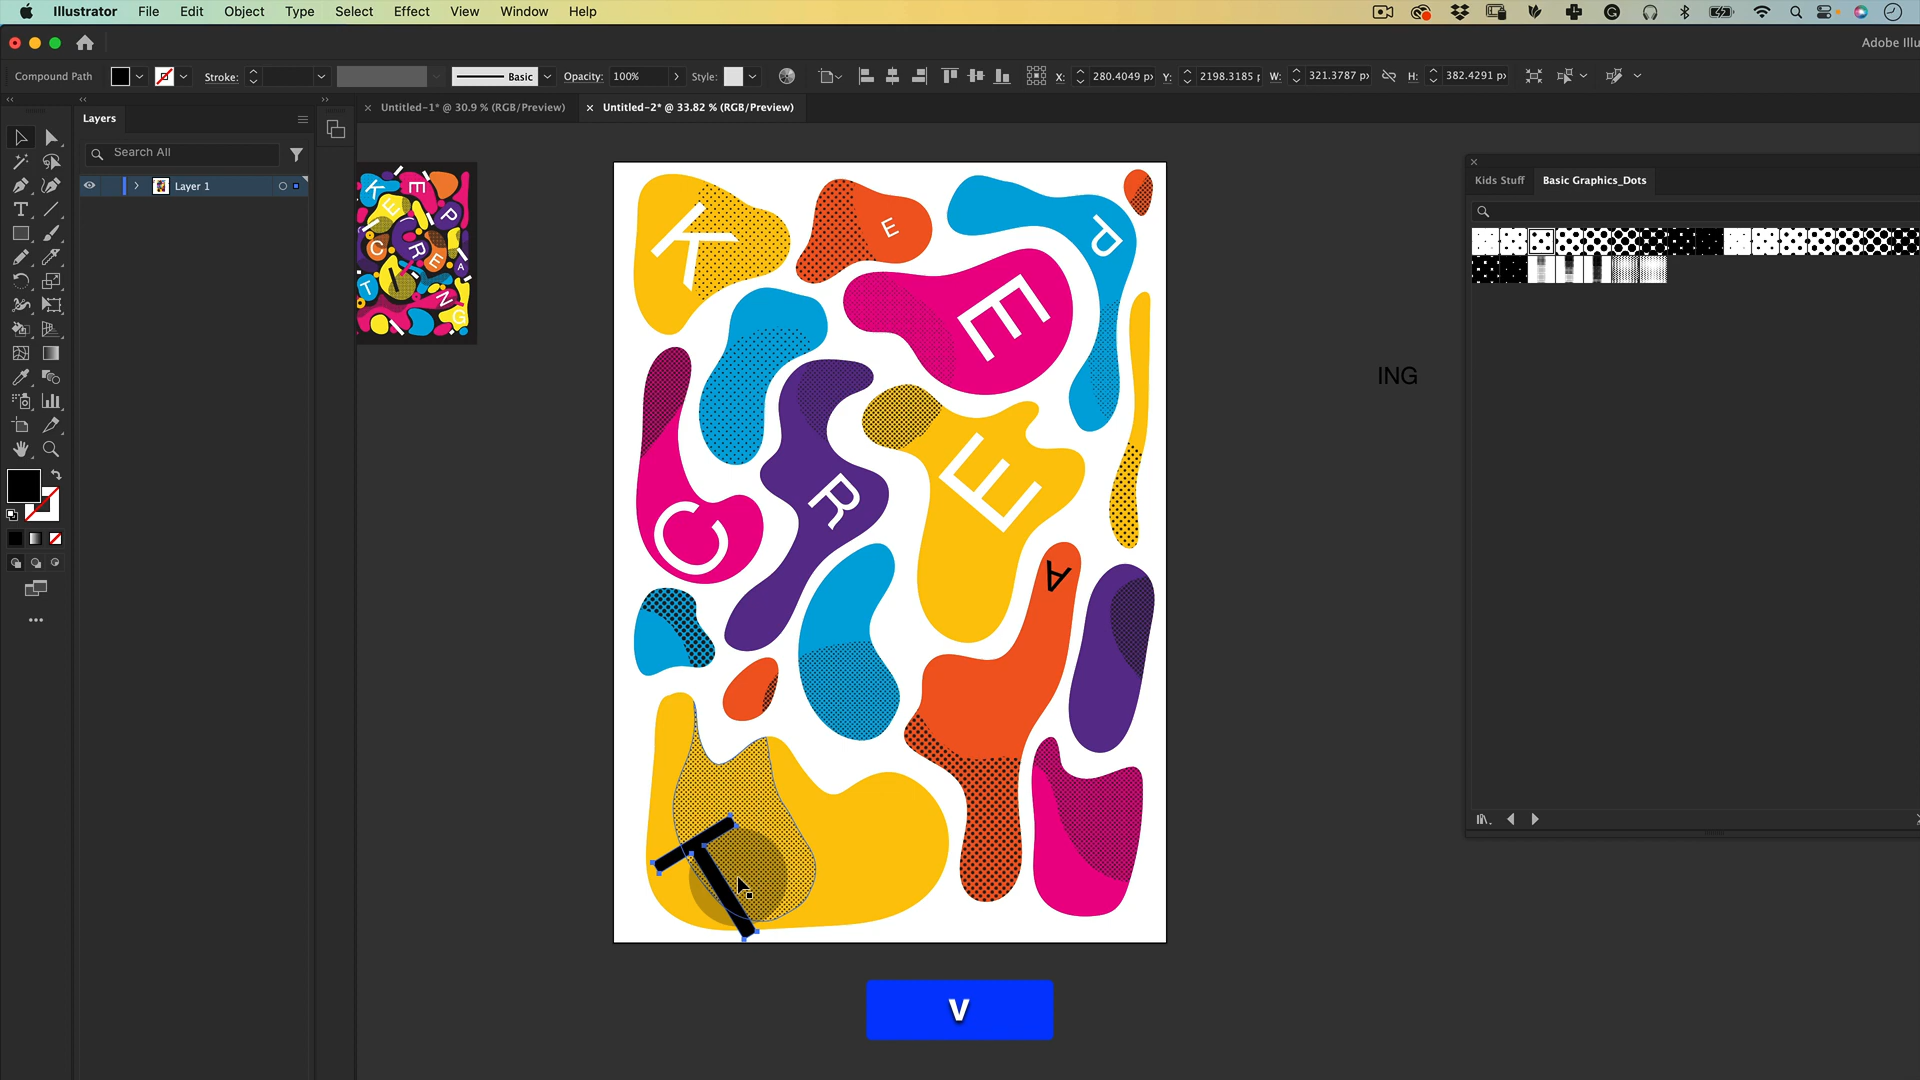 Illustrator File Edit Object Type Select Effect View Window Help
Adobe Illu
Compound Path
Stroke:
Basic
Opacity: 100%
Style:
X: 280.4049 px
Y: 2198.3185
W: 321.3787 px
H: 382.4291 px
Layers
Untitled-1* @ 30.9 % (RGB/Preview)
Untitled-2* @ 33.82 % (RGB/Preview)
Search All
Layer 1
Kids Stuff
Basic Graphics_Dots
K E P
E
K E E P
C R E A
T I N G
ING
C R E
A
T
V